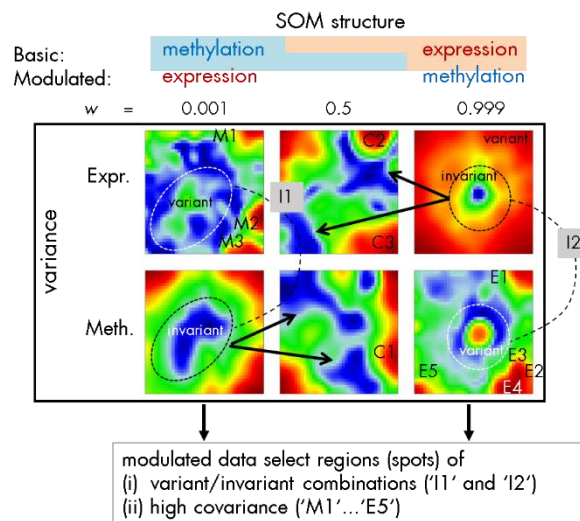 SOM structure
Basic: methylation expression
Modulated: expression methylation
w = 0.001 0.5 0.999
variance
Expr.
M1
variant
M2
M3
I1
C2
C3
variant
invariant
I2
Meth.
invariant
C1
E1
variant
E3
E5
E2
E4
modulated data select regions (spots) of
(i) variant/invariant combinations ('I1' and 'I2')
(ii) high covariance ('M1'...'E5')